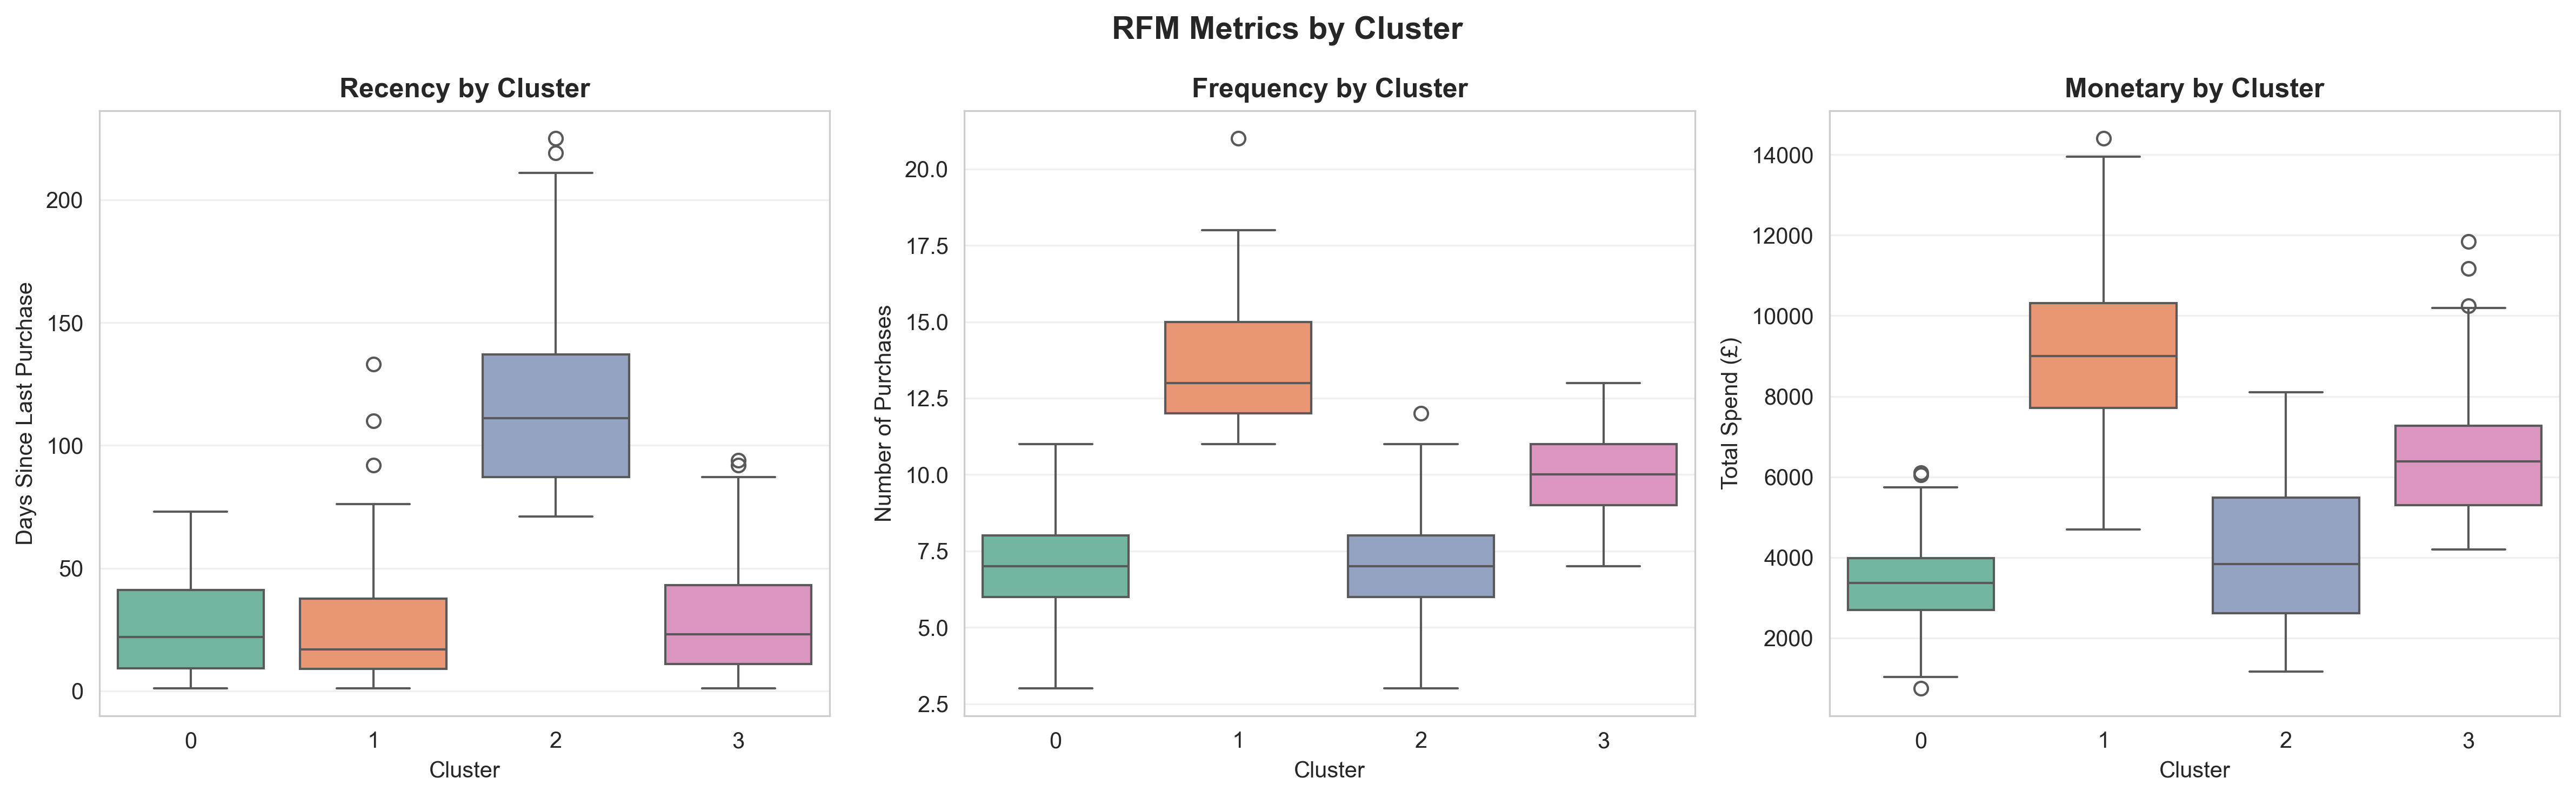 RFM Metrics by Cluster
Recency by Cluster
Days Since Last Purchase
200
150
100
50
0
0 1 2 3
Cluster
Frequency by Cluster
Number of Purchases
20.0
17.5
15.0
12.5
10.0
7.5
5.0
2.5
0 1 2 3
Cluster
Monetary by Cluster
Total Spend (£)
14000
12000
10000
8000
6000
4000
2000
0 1 2 3
Cluster